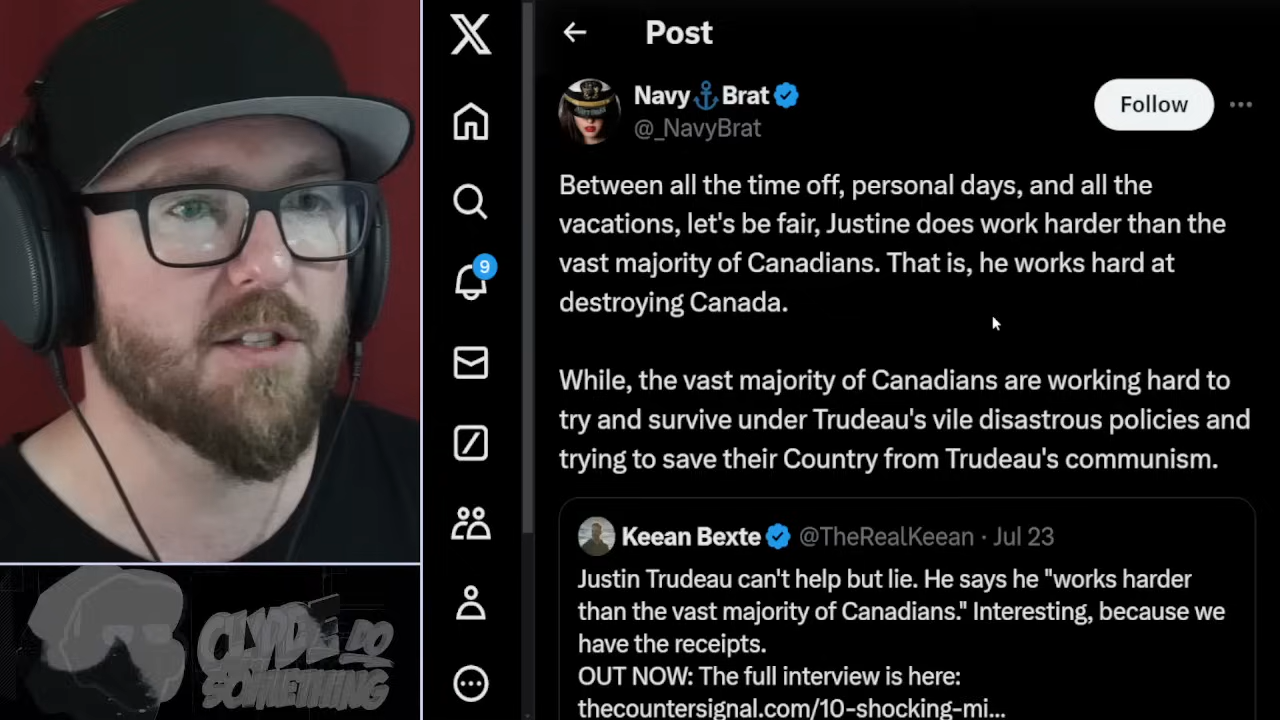 Post
Navy⚓Brat
@_NavyBrat
Follow
9
Between all the time off, personal days, and all the
vacations, let's be fair, Justine does work harder than the
vast majority of Canadians. That is, he works hard at
destroying Canada.
While, the vast majority of Canadians are working hard to
try and survive under Trudeau's vile disastrous policies and
trying to save their Country from Trudeau's communism.
Keean Bexte @TheRealKeean · Jul 23
Justin Trudeau can't help but lie. He says he "works harder
than the vast majority of Canadians." Interesting, because we
have the receipts.
OUT NOW: The full interview is here:
thecountersignal.com/10-shocking-mi...
CLYDE DO
SOMETHING